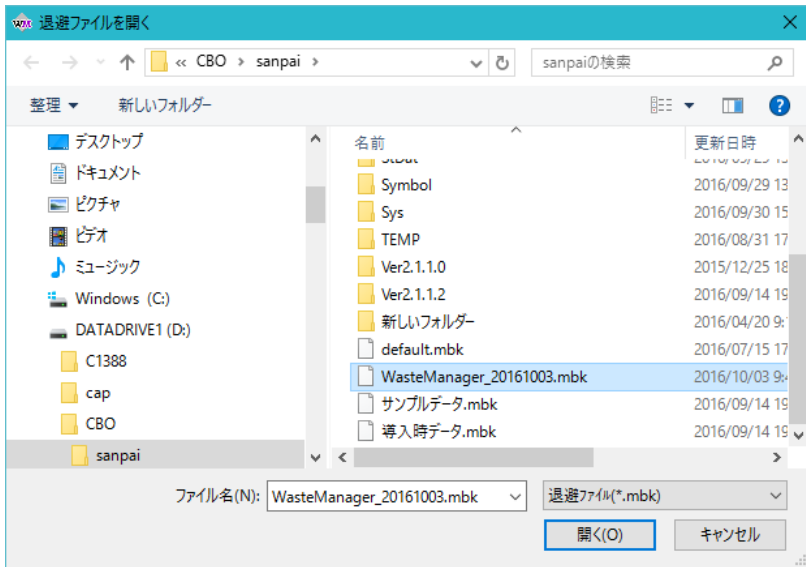 WM 退避ファイルを開く
« CBO › sanpai ›
sanpaiの検索
整理 新しいフォルダー
デスクトップ
ドキュメント
ピクチャ
ビデオ
ミュージック
Windows (C:)
DATADRIVE1 (D:)
C1388
cap
CBO
sanpai
名前 更新日時
Symbol 2016/09/29 13
Sys 2016/09/30 15
TEMP 2016/08/31 17
Ver2.1.1.0 2015/12/25 18
Ver2.1.1.2 2016/09/14 19
新しいフォルダー 2016/04/20 9:
default.mbk 2016/07/15 17
WasteManager_20161003.mbk 2016/10/03 9:
サンプルデータ.mbk 2016/09/14 19
導入時データ.mbk 2016/09/14 19
ファイル名(N): WasteManager_20161003.mbk 退避ﾌｧｲﾙ(*.mbk)
開く(O) キャンセル